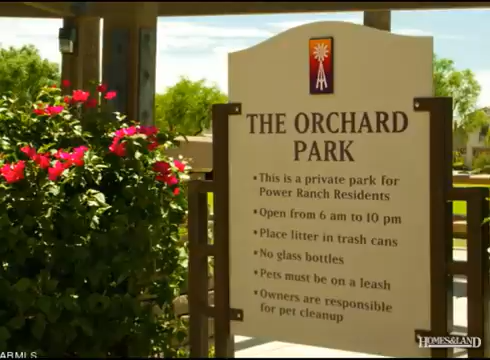 THE ORCHARD
PARK
• This is a private park for
Power Ranch Residents
• Open from 6 am to 10 pm
• Place litter in trash cans
• No glass bottles
• Pets must be on a leash
• Owners are responsible
for pet cleanup
HOMES&LAND
ARMLS